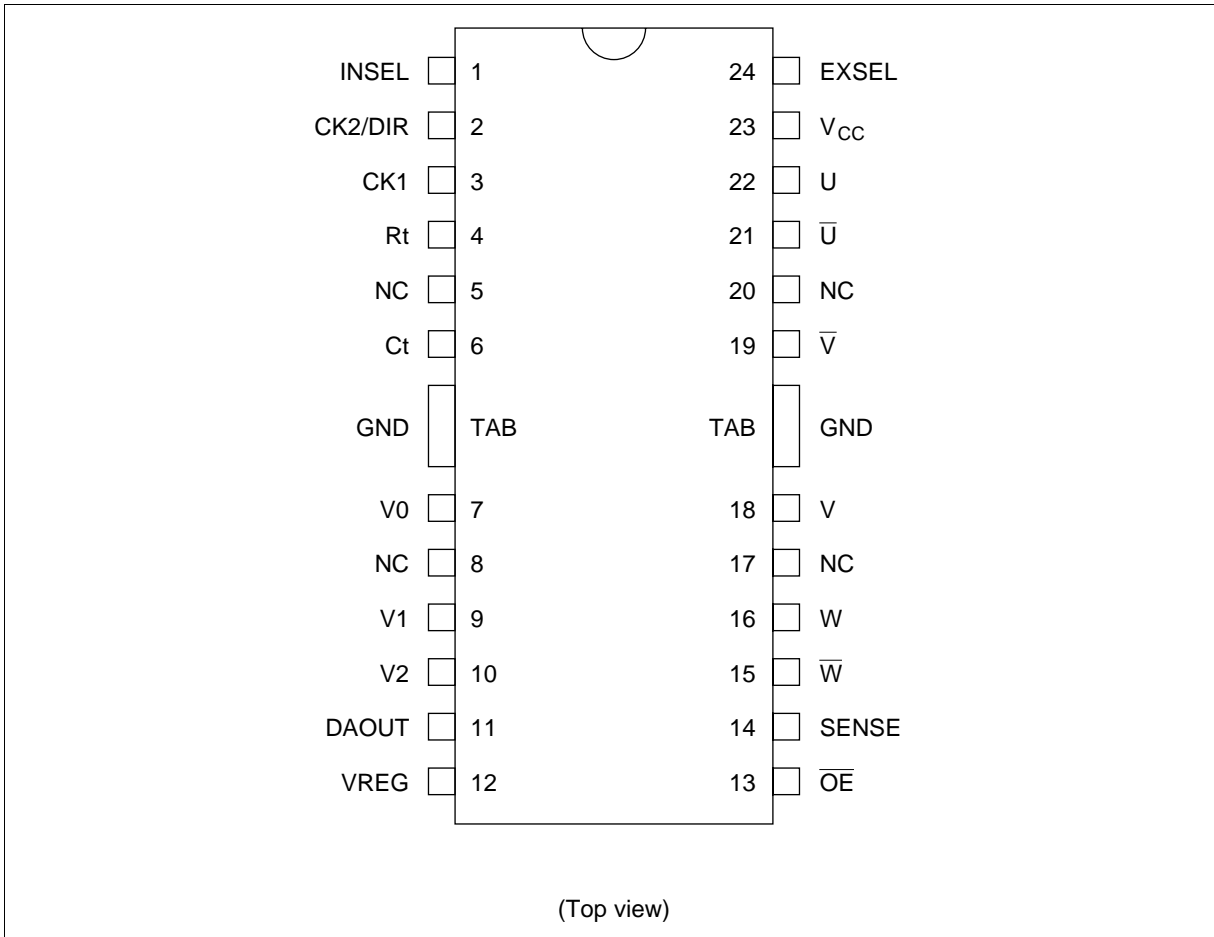 INSEL 1 24 EXSEL
CK2/DIR 2 23 VCC
CK1 3 22 U
Rt 4 21 U̅
NC 5 20 NC
Ct 6 19 V̅
GND TAB TAB GND
V0 7 18 V
NC 8 17 NC
V1 9 16 W
V2 10 15 W̅
DAOUT 11 14 SENSE
VREG 12 13 O̅E̅
(Top view)